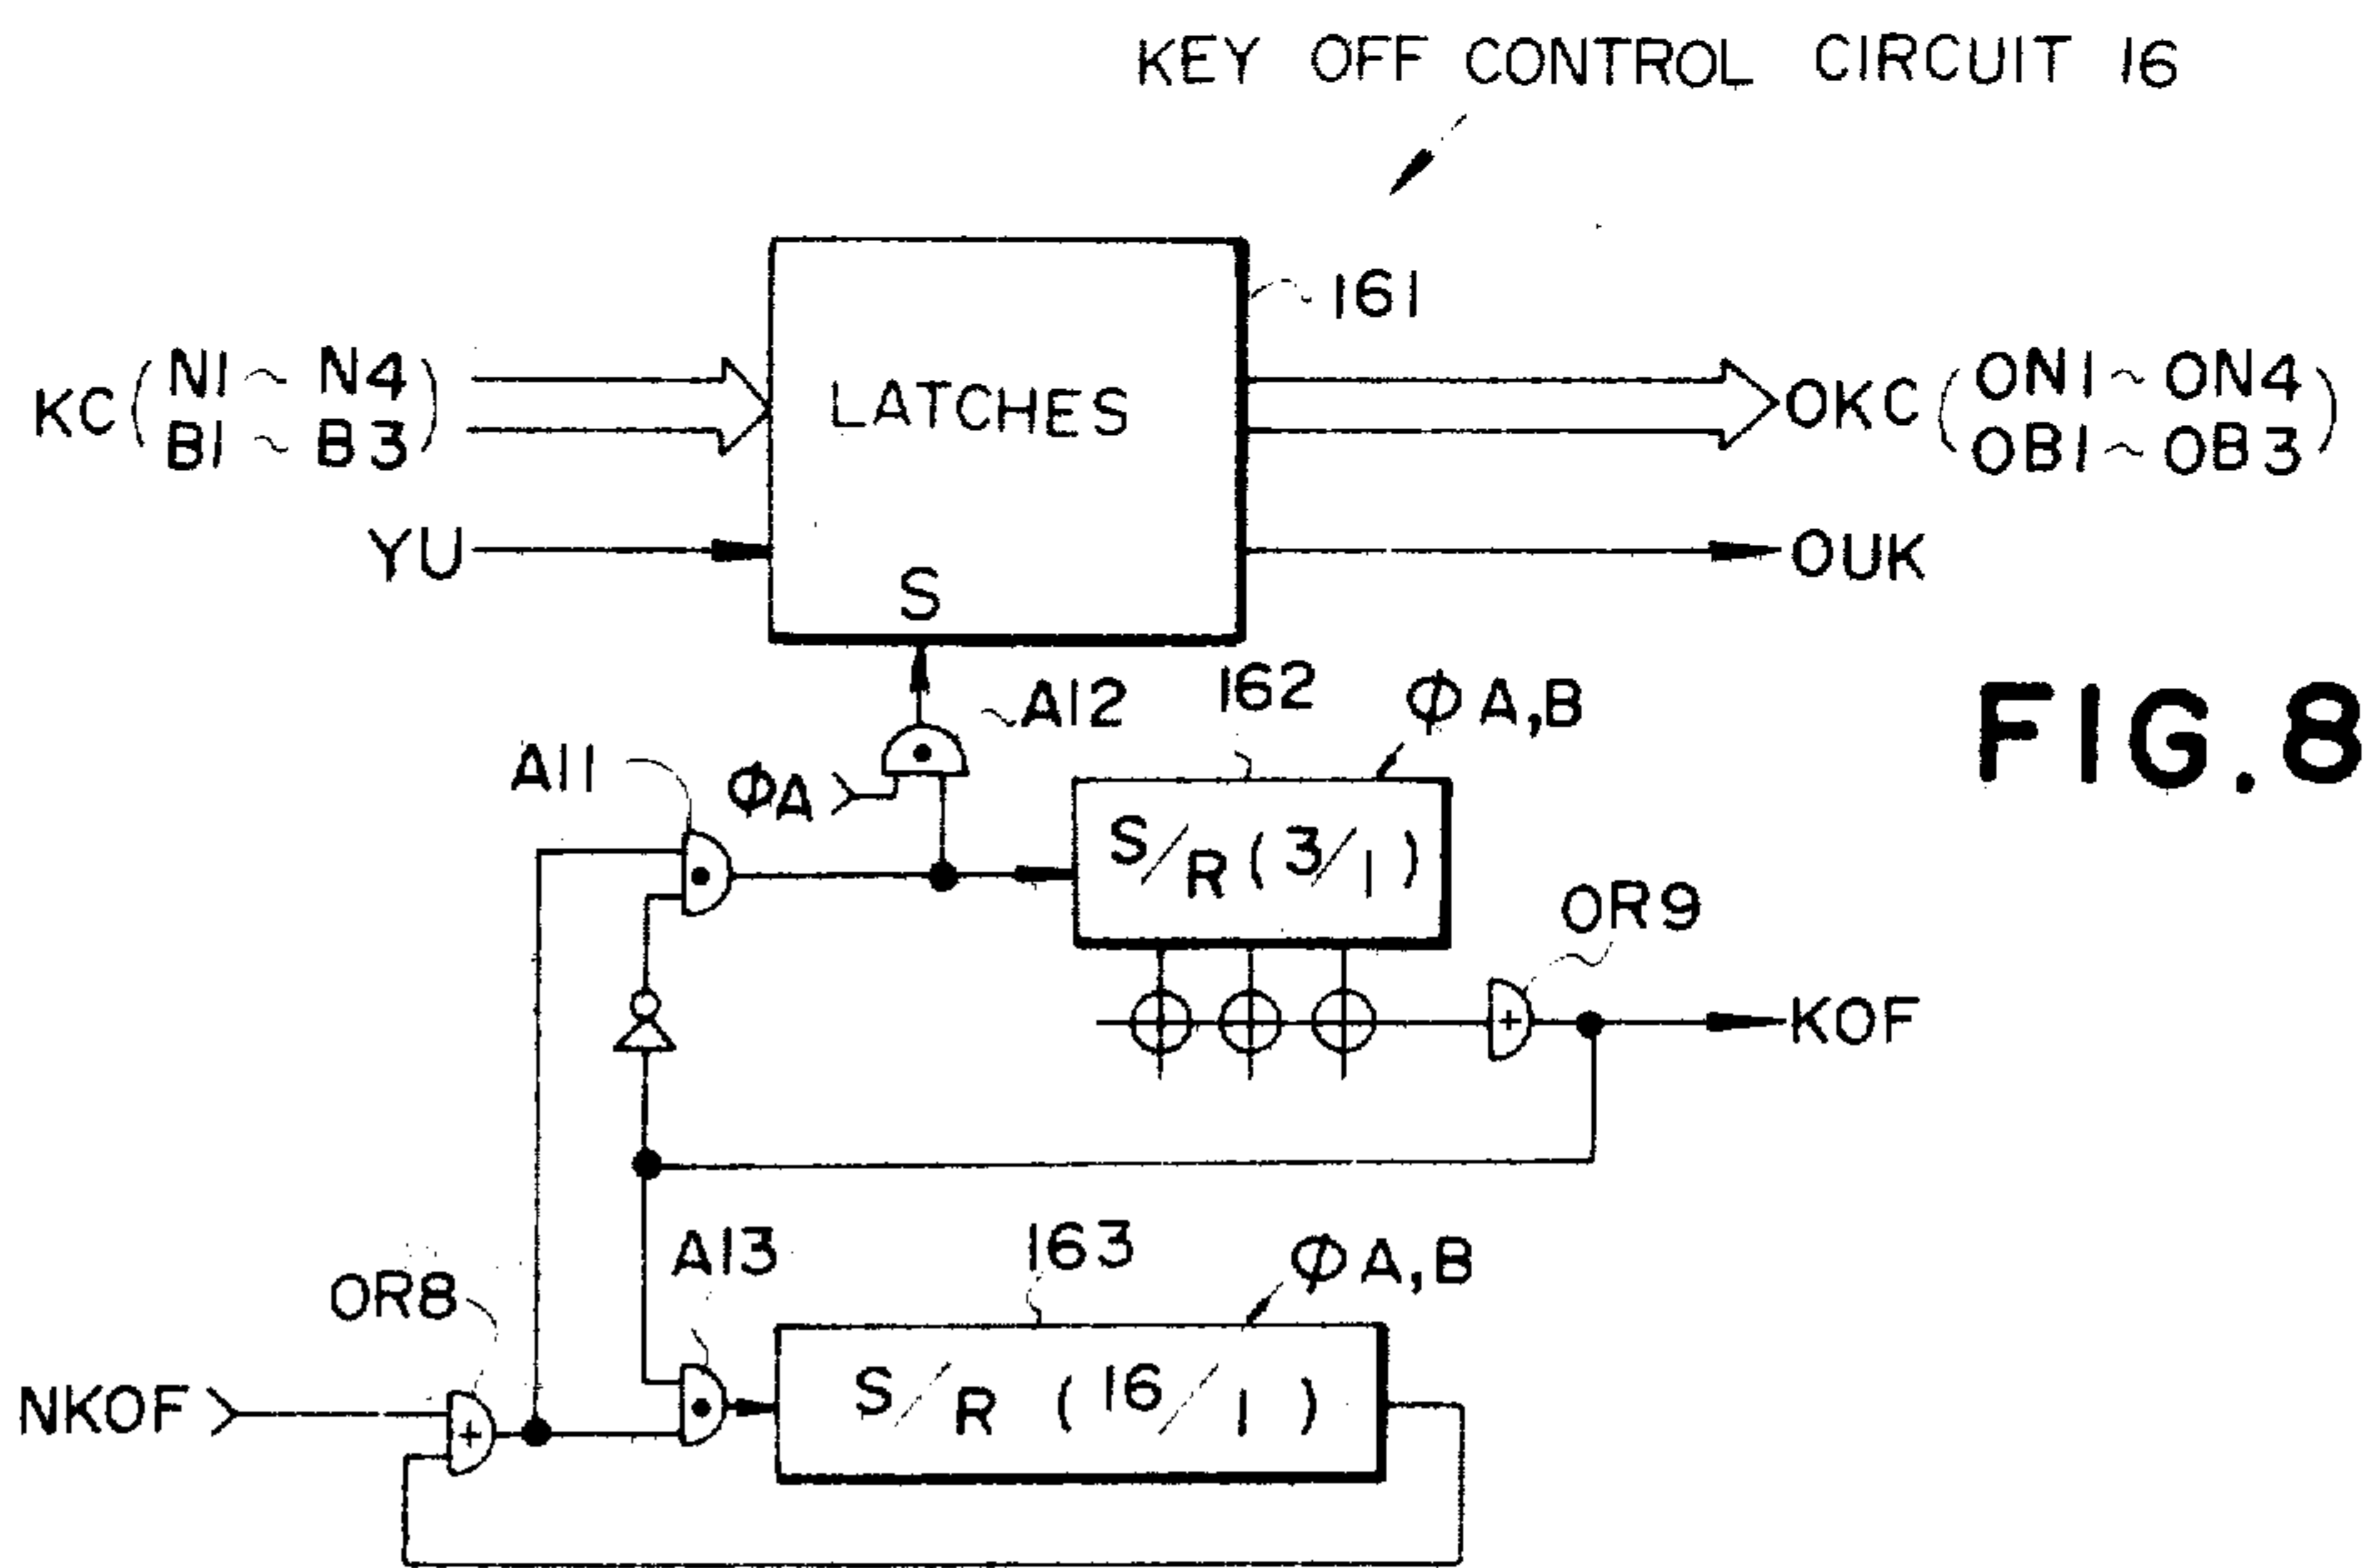 KEY OFF CONTROL CIRCUIT 16
161
KC (N1 ~ N4
B1 ~ B3)
LATCHES
OKC (ON1 ~ ON4
OB1 ~ OB3)
YU
OUK
S
FIG. 8
A12
162
ΦA,B
A11
ΦA
S/R (3/1)
OR9
KOF
A13
163
ΦA,B
OR8
S/R (16/1)
NKOF